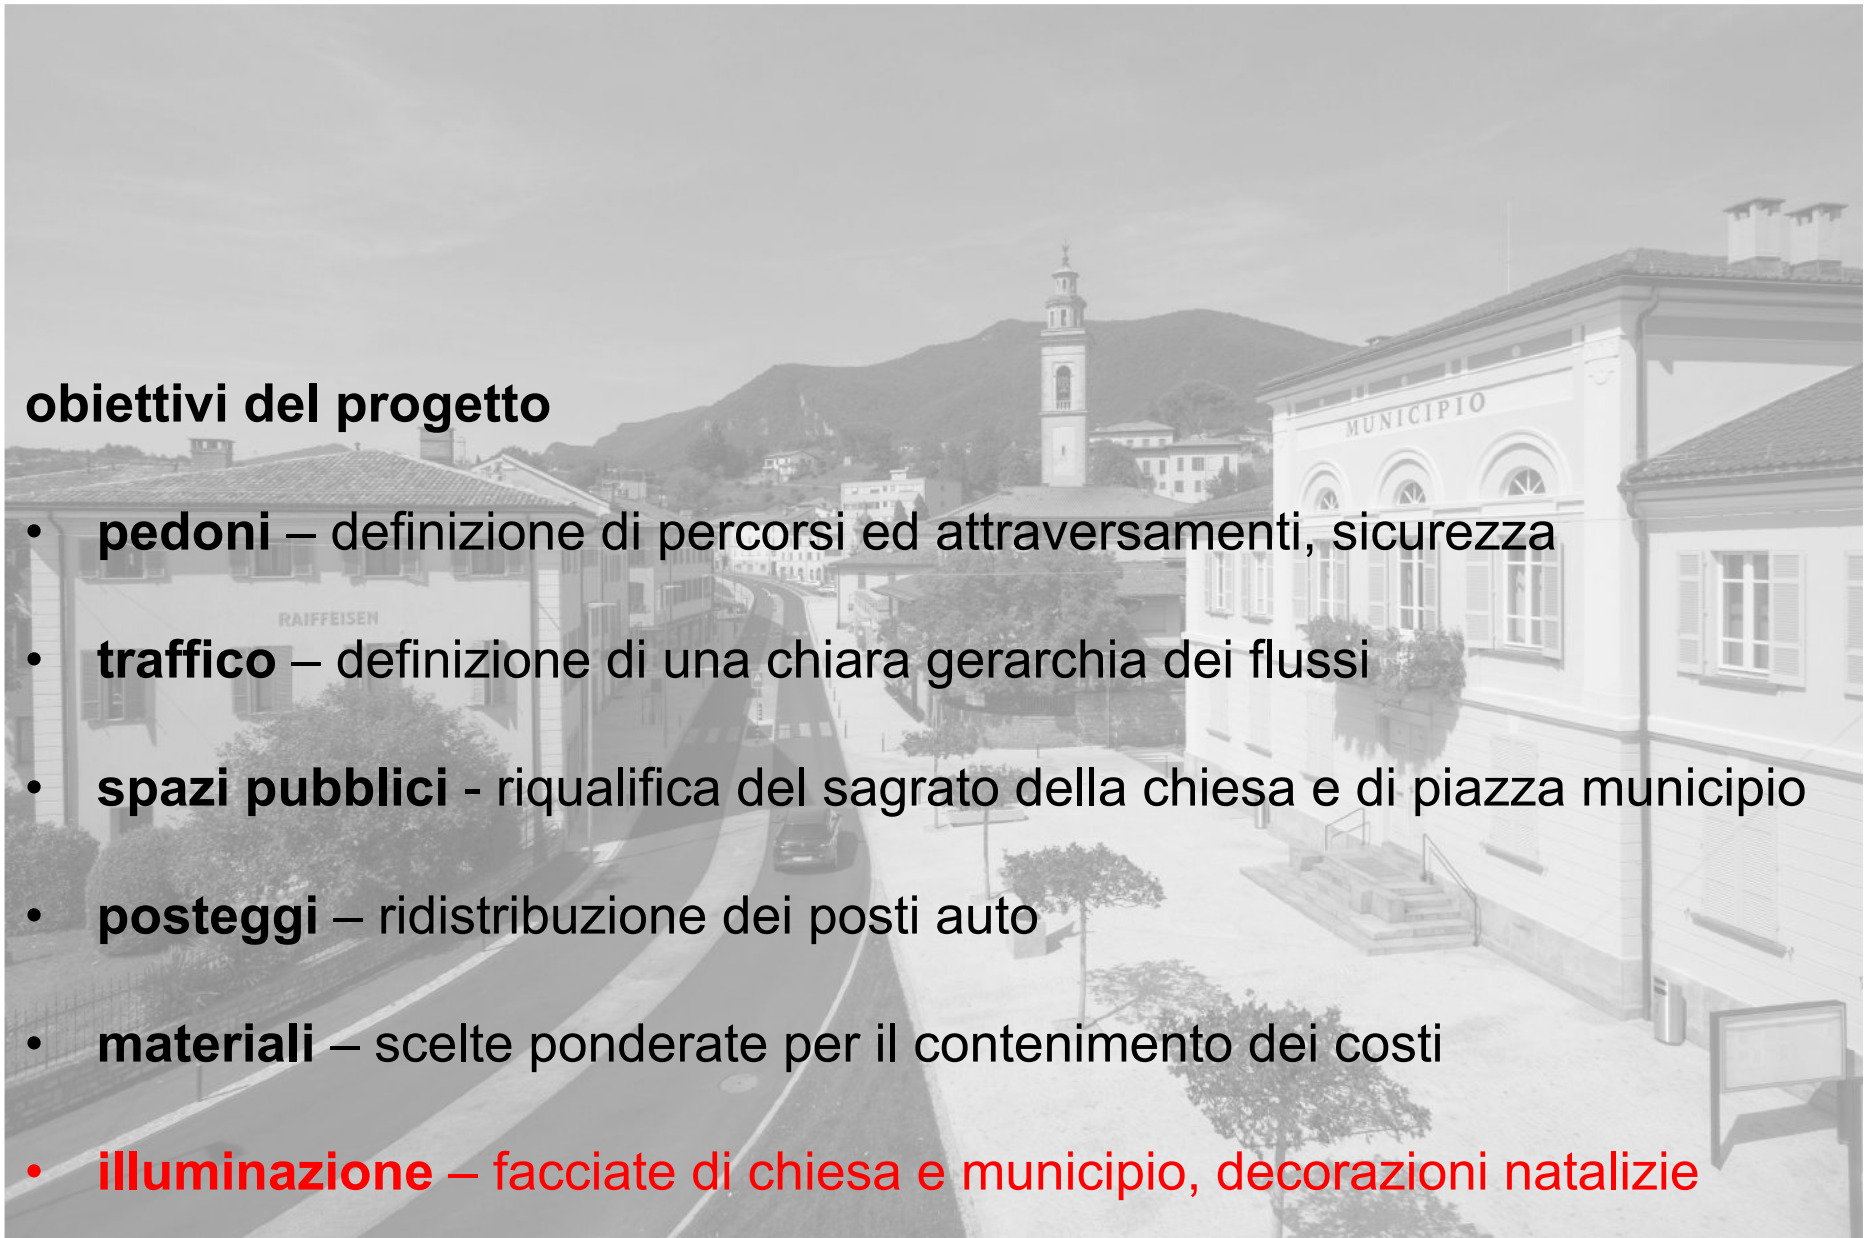 MUNICIPIO
obiettivi del progetto
• pedoni – definizione di percorsi ed attraversamenti, sicurezza
RAIFFEISEN
• traffico – definizione di una chiara gerarchia dei flussi
• spazi pubblici - riqualifica del sagrato della chiesa e di piazza municipio
• posteggi – ridistribuzione dei posti auto
• materiali – scelte ponderate per il contenimento dei costi
• illuminazione – facciate di chiesa e municipio, decorazioni natalizie